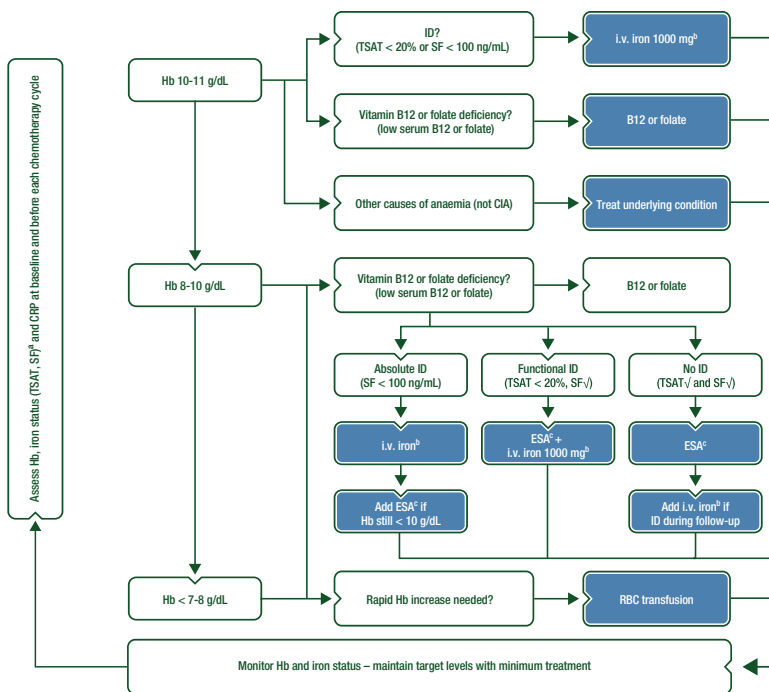 Assess Hb, iron status (TSAT, SF)ᵃ and CRP at baseline and before each chemotherapy cycle
Hb 10-11 g/dL
ID?
(TSAT < 20% or SF < 100 ng/mL)
i.v. iron 1000 mgᵇ
Vitamin B12 or folate deficiency?
(low serum B12 or folate)
B12 or folate
Other causes of anaemia (not CIA)
Treat underlying condition
Hb 8-10 g/dL
Vitamin B12 or folate deficiency?
(low serum B12 or folate)
B12 or folate
Absolute ID
(SF < 100 ng/mL)
Functional ID
(TSAT < 20%, SF√)
No ID
(TSAT√ and SF√)
i.v. ironᵇ
ESAᶜ +
i.v. iron 1000 mgᵇ
ESAᶜ
Add ESAᶜ if
Hb still < 10 g/dL
Add i.v. ironᵇ if
ID during follow-up
Hb < 7-8 g/dL
Rapid Hb increase needed?
RBC transfusion
Monitor Hb and iron status – maintain target levels with minimum treatment